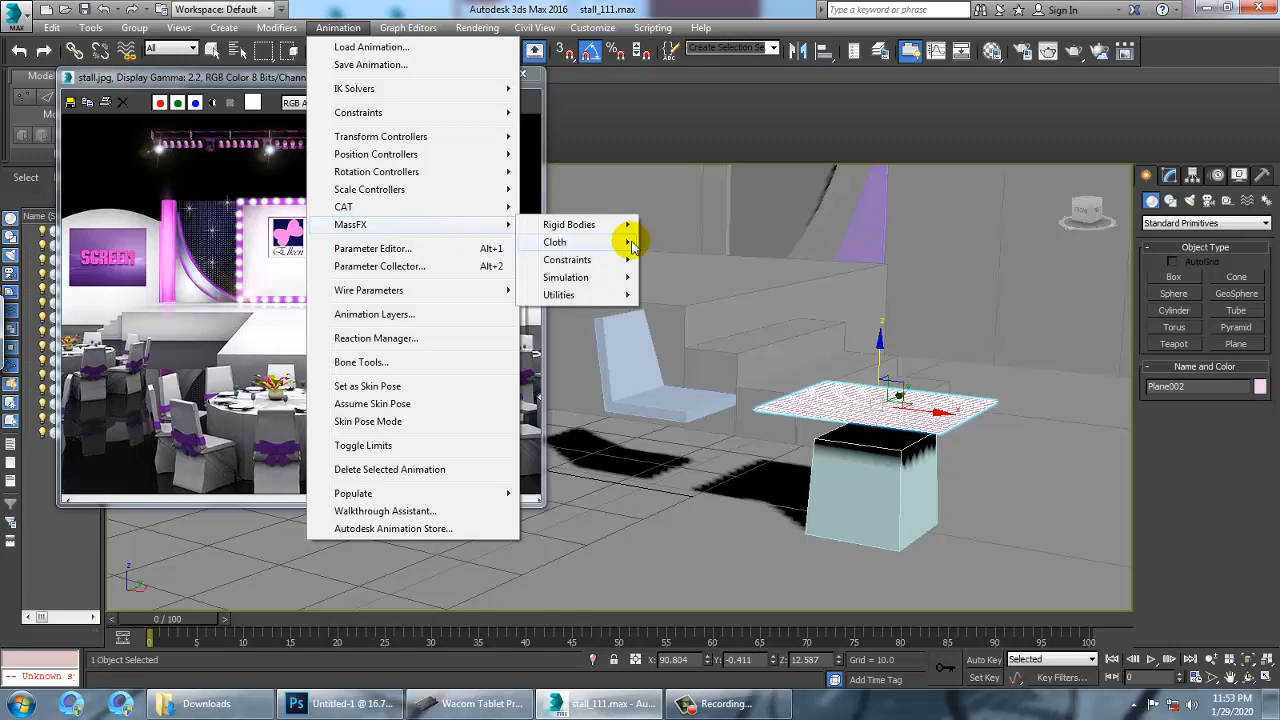 Workspace: Default
Autodesk 3ds Max 2016 stall_111.max
Type a keyword or phrase
Sign In
MAX
Edit Tools Group Views Create Modifiers Animation Graph Editors Rendering Civil View Customize Scripting Help
All
Create Selection Se
stall.jpg, Display Gamma: 2.2, RGB Color 8 Bits/Chann
RGB A
Select
Name (S
SCREEN
Elken
Load Animation...
Save Animation...
IK Solvers
Constraints
Transform Controllers
Position Controllers
Rotation Controllers
Scale Controllers
CAT
MassFX
Parameter Editor... Alt+1
Parameter Collector... Alt+2
Wire Parameters
Animation Layers...
Reaction Manager...
Bone Tools...
Set as Skin Pose
Assume Skin Pose
Skin Pose Mode
Toggle Limits
Delete Selected Animation
Populate
Walkthrough Assistant...
Autodesk Animation Store...
Rigid Bodies
Cloth
Constraints
Simulation
Utilities
Standard Primitives
Object Type
AutoGrid
Box Cone
Sphere GeoSphere
Cylinder Tube
Torus Pyramid
Teapot Plane
Name and Color
Plane002
0 / 100
0 5 10 15 20 25 30 35 40 45 50 55 60 65 70 75 80 85 90 95 100
1 Object Selected
X: 90.804 Y: -0.411 Z: 12.587 Grid = 10.0
Auto Key Selected
-- Unknown s
Add Time Tag
Set Key Key Filters... 0
Downloads
Untitled-1 @ 16.7...
Wacom Tablet Pr...
stall_111.max - Au...
Recording...
11:53 PM
1/29/2020